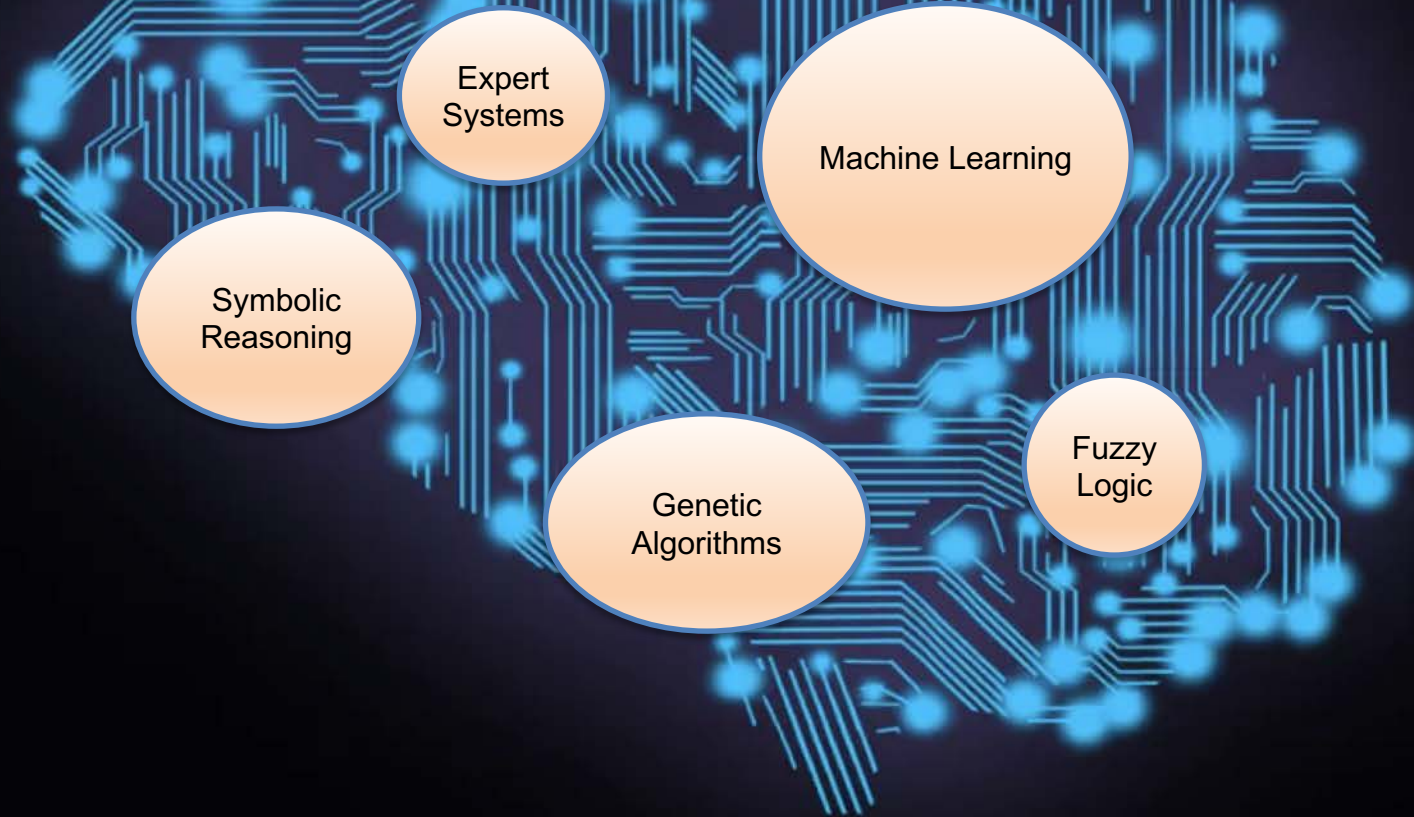 Expert
Systems
Machine Learning
Symbolic
Reasoning
Fuzzy
Logic
Genetic
Algorithms